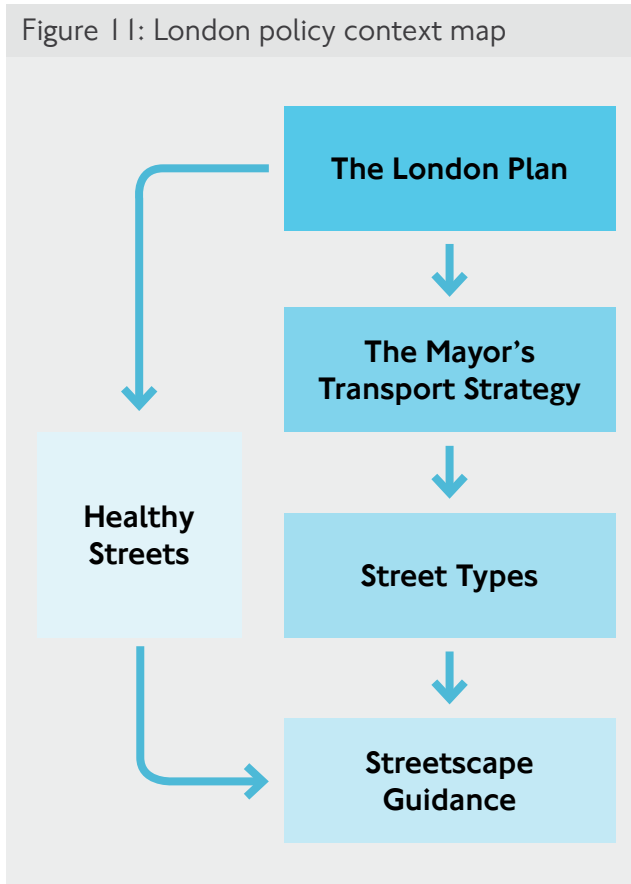 Figure 11: London policy context map
The London Plan
The Mayor's
Transport Strategy
Healthy
Streets
Street Types
Streetscape
Guidance